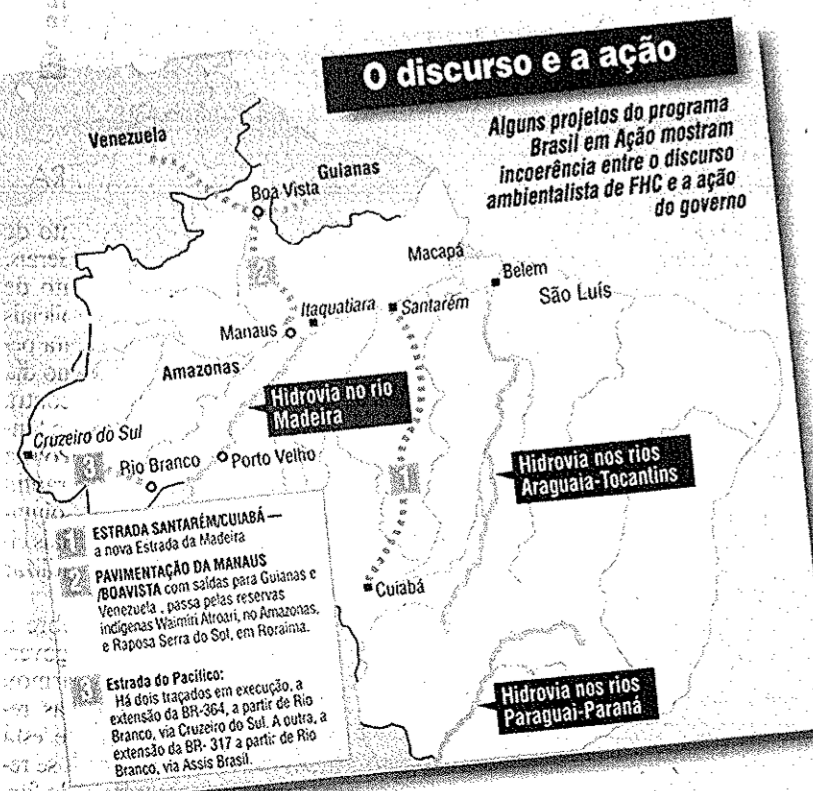 O discurso e a ação
Alguns projetos do programa
Brasil em Ação mostram
incoerência entre o discurso
ambientalista de FHC e a ação
do governo
Venezuela
Guianas
Boa Vista
Macapá
Belem
São Luís
2
Itaquatiara
Santarém
Manaus
Amazonas
Hidrovia no rio
Madeira
Cruzeiro do Sul
3
Rio Branco
Porto Velho
1
Hidrovia nos rios
Araguaia-Tocantins
Cuiabá
Hidrovia nos rios
Paraguai-Paraná
1 ESTRADA SANTARÉM/CUIABÁ —
a nova Estrada da Madeira
2 PAVIMENTAÇÃO DA MANAUS
/BOAVISTA com saídas para Guianas e
Venezuela , passa pelas reservas
indígenas Waimiri Atroari, no Amazonas,
e Raposa Serra do Sol, em Roraima.
3 Estrada do Pacífico:
Há dois traçados em execução, a
extensão da BR-364, a partir de Rio
Branco, via Cruzeiro do Sul. A outra, a
extensão da BR- 317 a partir de Rio
Branco, via Assis Brasil.